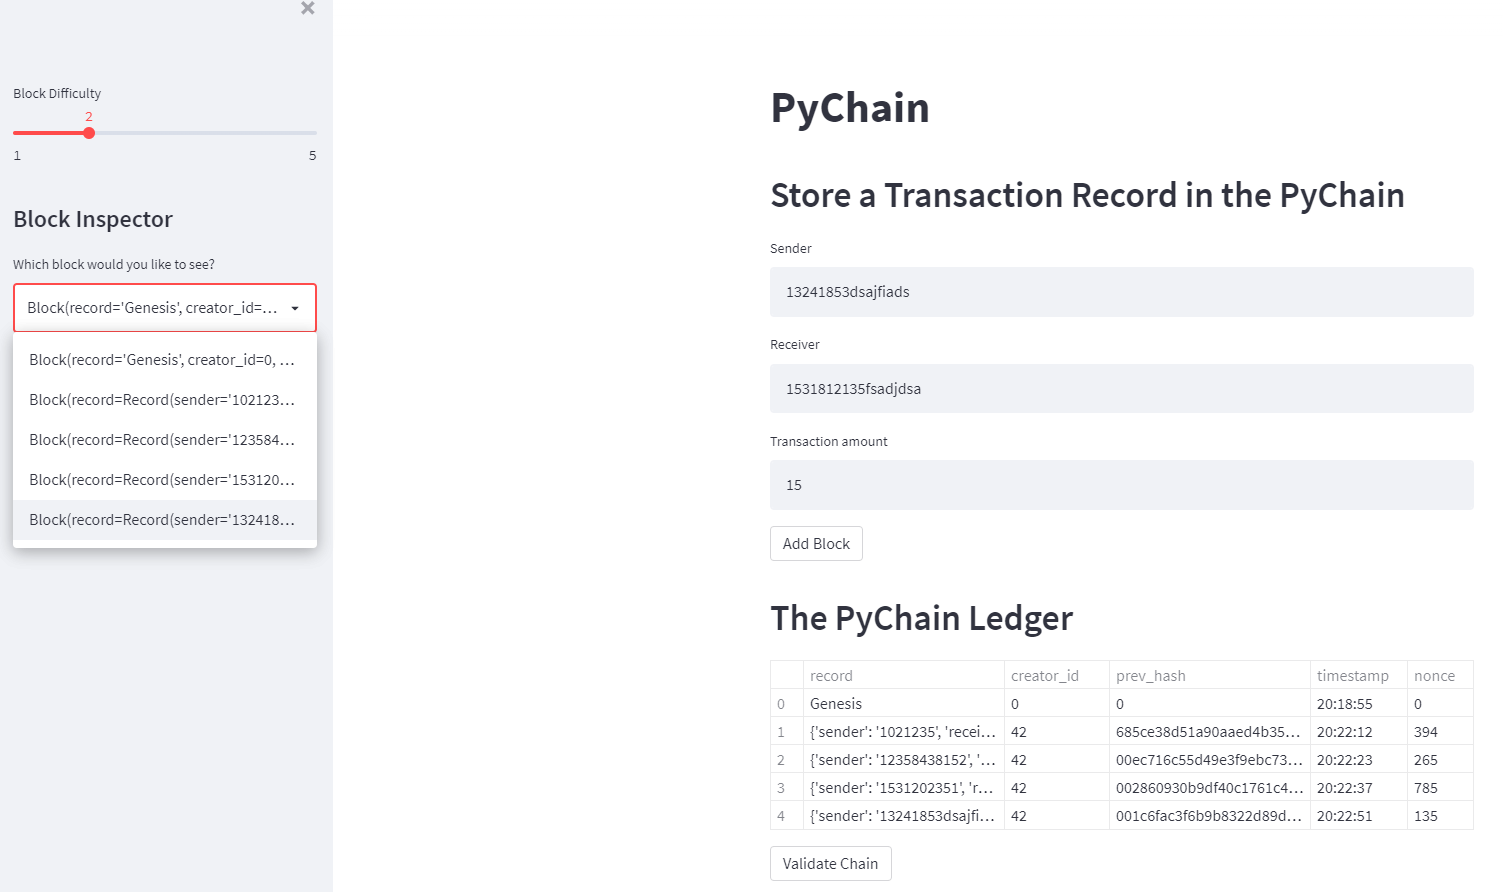 Block Difficulty
2
1 5
Block Inspector
Which block would you like to see?
Block(record='Genesis', creator_id=...
Block(record='Genesis', creator_id=0, ...
Block(record=Record(sender='102123...
Block(record=Record(sender='123584...
Block(record=Record(sender='153120...
Block(record=Record(sender='132418...
PyChain
Store a Transaction Record in the PyChain
Sender
13241853dsajfiads
Receiver
1531812135fsadjdsa
Transaction amount
15
Add Block
The PyChain Ledger
record creator_id prev_hash timestamp nonce
0 Genesis 0 0 20:18:55 0
1 {'sender': '1021235', 'recei... 42 685ce38d51a90aaed4b35... 20:22:12 394
2 {'sender': '12358438152', '... 42 00ec716c55d49e3f9ebc73... 20:22:23 265
3 {'sender': '1531202351', 'r... 42 002860930b9df40c1761c4... 20:22:37 785
4 {'sender': '13241853dsajfi... 42 001c6fac3f6b9b8322d89d... 20:22:51 135
Validate Chain